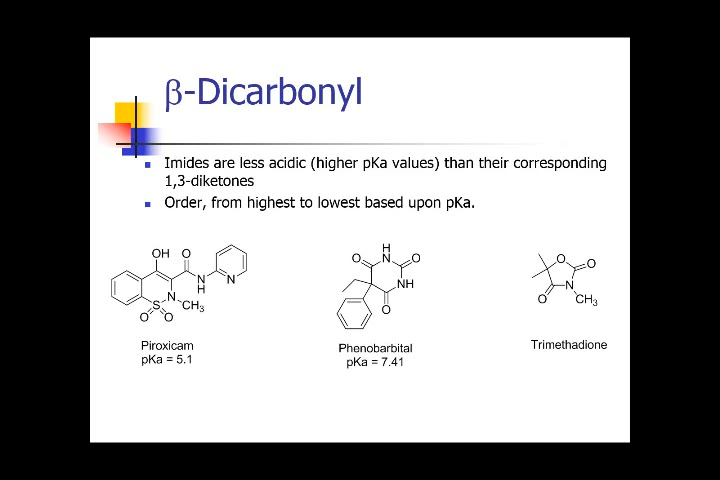 β-Dicarbonyl
Imides are less acidic (higher pKa values) than their corresponding
1,3-diketones
Order, from highest to lowest based upon pKa.
OH O
N
H
N
N
CH3
S
O O
H
N
O O
NH
O
O
O
O
N
CH3
Piroxicam
pKa = 5.1
Phenobarbital
pKa = 7.41
Trimethadione